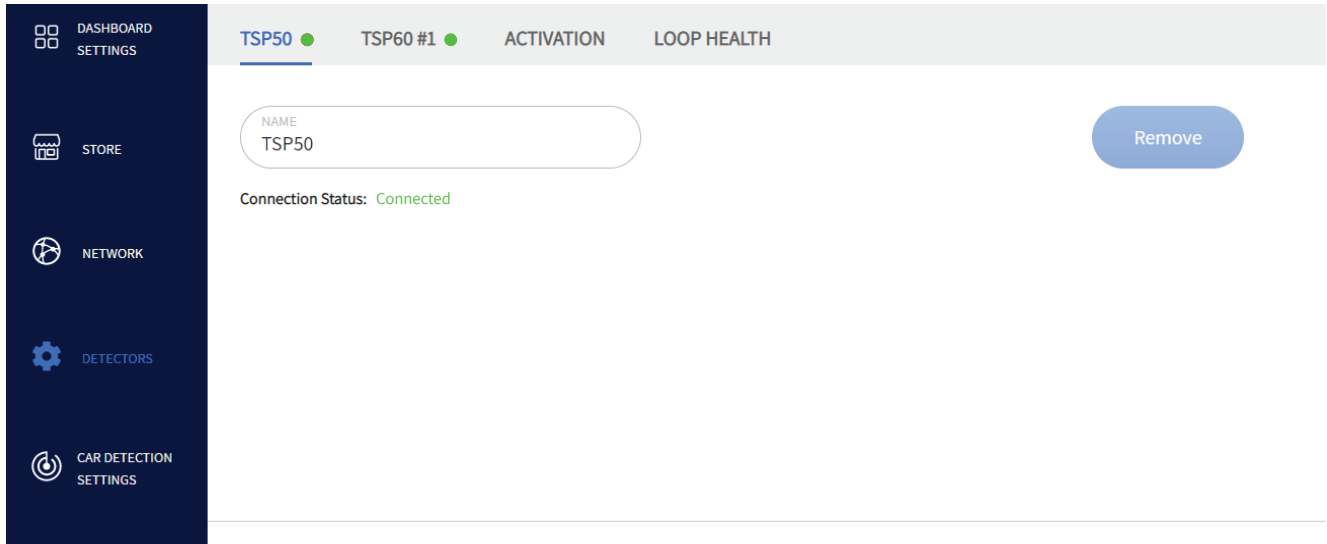 DASHBOARD
SETTINGS
STORE
NETWORK
DETECTORS
CAR DETECTION
SETTINGS
TSP50 TSP60 #1 ACTIVATION LOOP HEALTH
NAME
TSP50
Remove
Connection Status: Connected